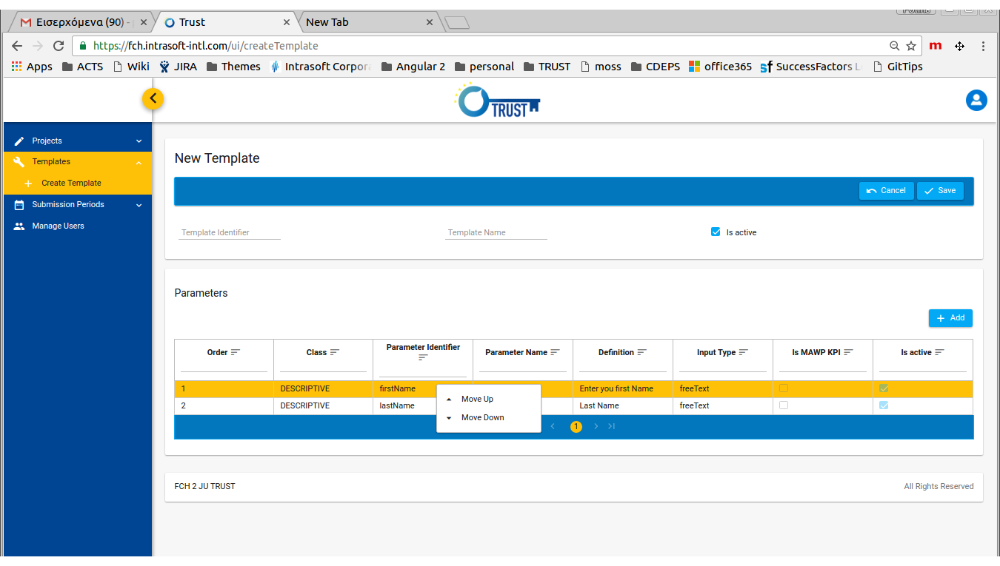 Εισερχόμενα (90) - 
Trust
New Tab
https://fch.intrasoft-intl.com/ui/createTemplate
Apps ACTS Wiki JIRA Themes Intrasoft Corpora Angular 2 personal TRUST moss CDEPS office365 SuccessFactors L GitTips
TRUST
Projects
Templates
Create Template
Submission Periods
Manage Users
New Template
Cancel Save
Template Identifier Template Name Is active
Parameters
Add
Order Class Parameter Identifier Parameter Name Definition Input Type Is MAWP KPI Is active
1 DESCRIPTIVE firstName Enter you first Name freeText
2 DESCRIPTIVE lastName Last Name freeText
Move Up
Move Down
1
FCH 2 JU TRUST All Rights Reserved